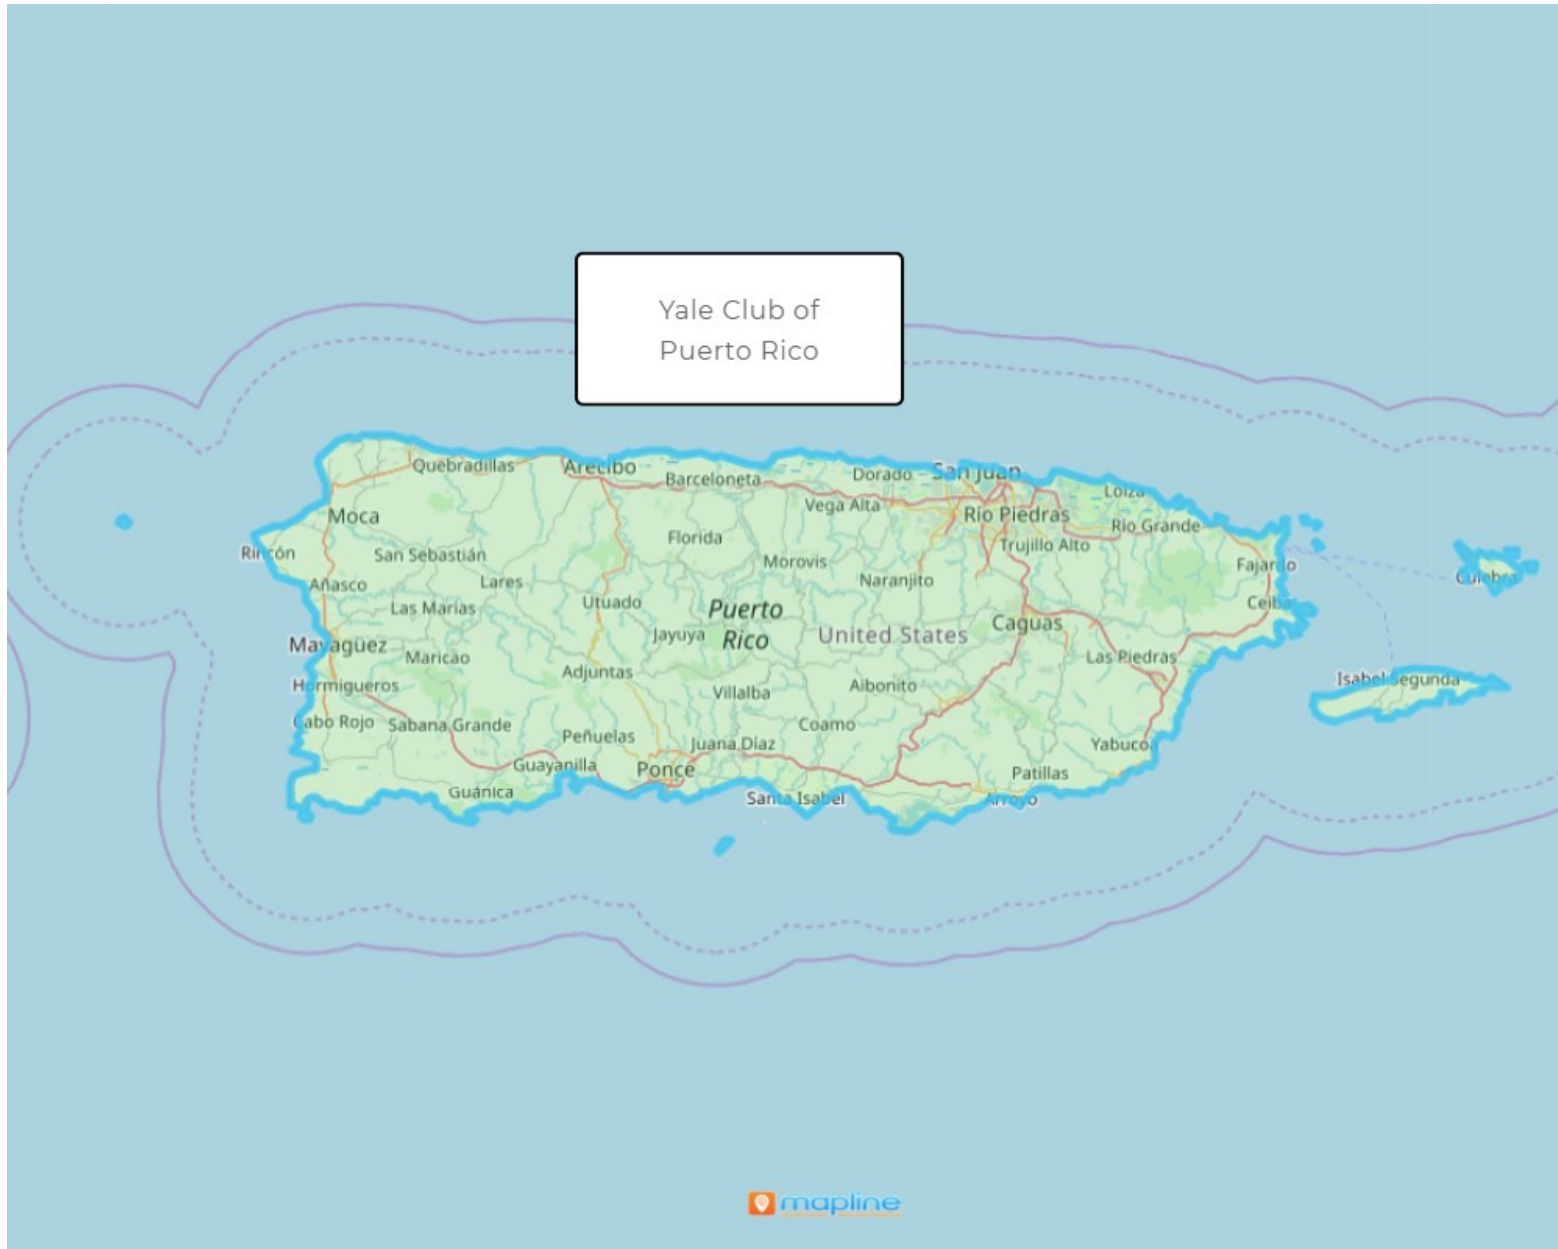 Yale Club of
Puerto Rico
Quebradillas
Arecibo
Barceloneta
Dorado
San Juan
Loiza
Vega Alta
Río Piedras
Río Grande
Moca
Florida
Trujillo Alto
Rincón
San Sebastián
Morovis
Fajardo
Añasco
Lares
Naranjito
Culebra
Las Marías
Utuado
Puerto
Rico
Jayuya
United States
Caguas
Ceiba
Mayagüez
Maricao
Adjuntas
Las Piedras
Hormigueros
Villalba
Aibonito
Isabel Segunda
Cabo Rojo
Sabana Grande
Peñuelas
Juana Díaz
Coamo
Yabucoa
Guayanilla
Ponce
Patillas
Guánica
Santa Isabel
Arroyo
mapline